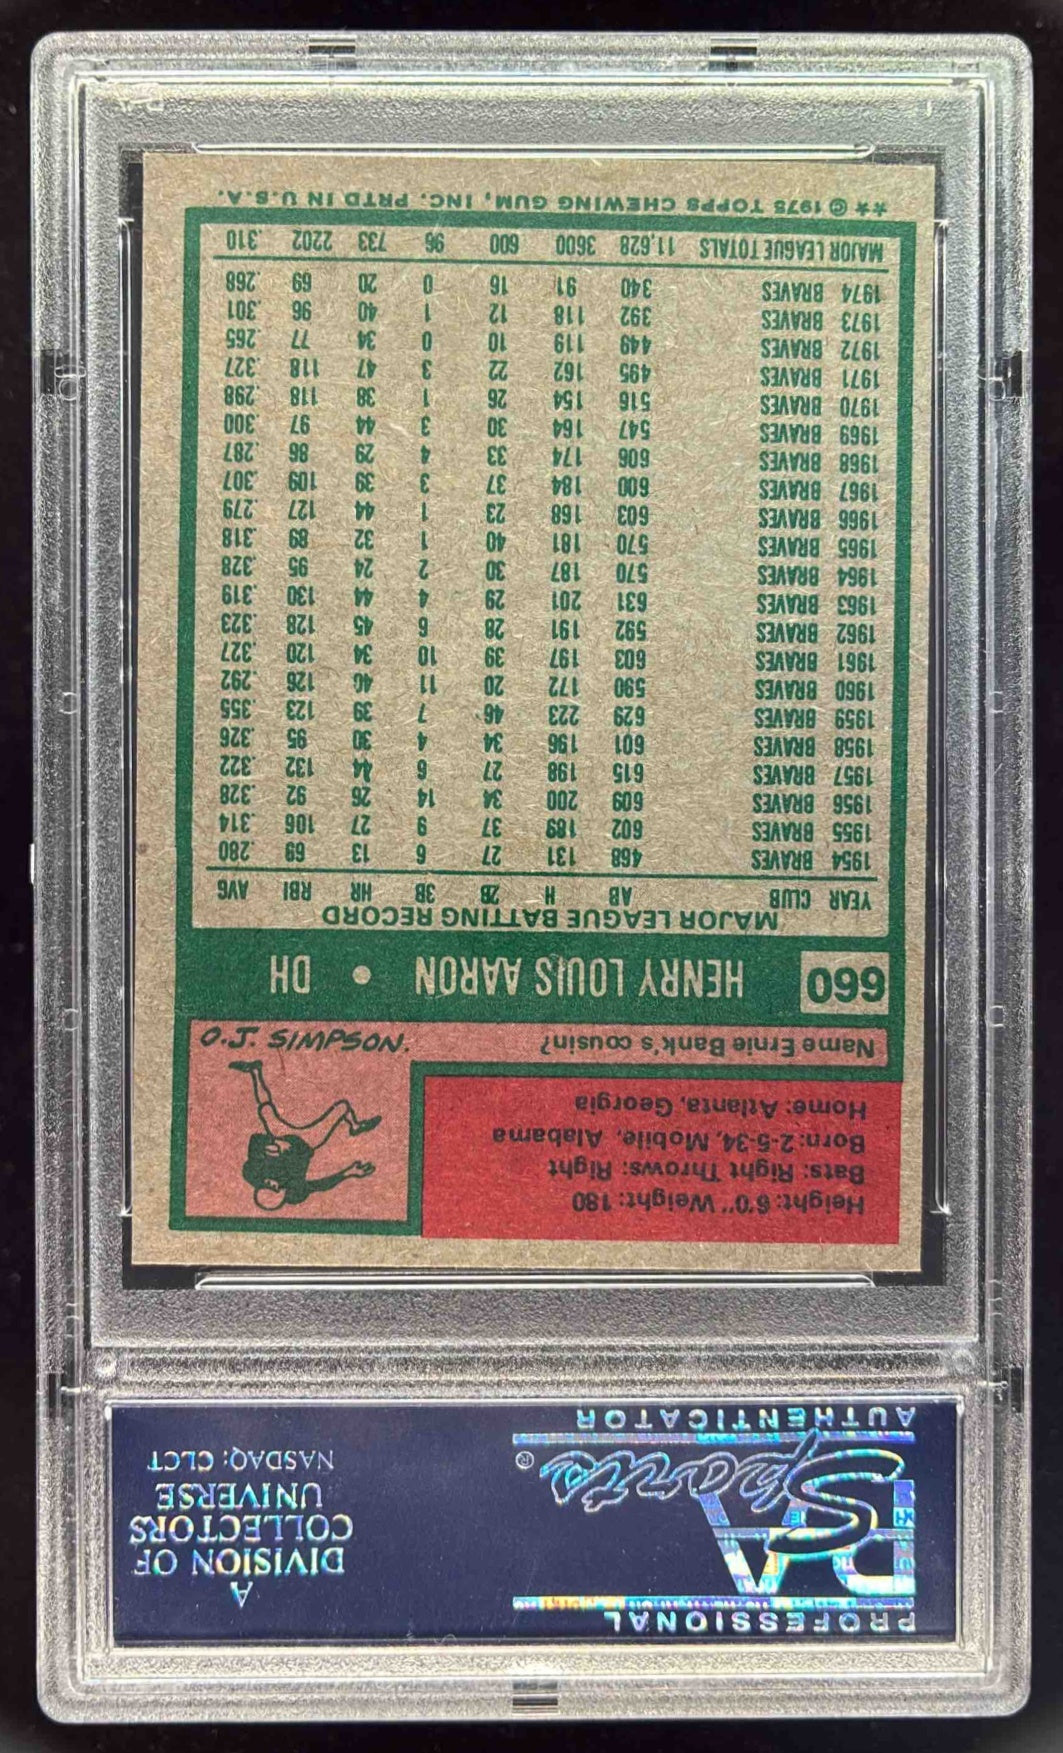 PROFESSIONAL
PSA
Sports®
AUTHENTICATOR
A
DIVISION OF
COLLECTORS
UNIVERSE
NASDAQ: CLCT
Height: 6'0" Weight: 180
Bats: Right Throws: Right
Born: 2-5-34, Mobile, Alabama
Home: Atlanta, Georgia
Name Ernie Bank's cousin?
O.J. SIMPSON.
660 HENRY LOUIS AARON • DH
MAJOR LEAGUE BATTING RECORD
YEAR CLUB AB H 2B 3B HR RBI AVG
1954 BRAVES 468 131 27 6 13 69 .280
1955 BRAVES 602 189 37 9 27 106 .314
1956 BRAVES 609 200 34 14 26 92 .328
1957 BRAVES 615 198 27 6 44 132 .322
1958 BRAVES 601 196 34 4 30 95 .326
1959 BRAVES 629 223 46 7 39 123 .355
1960 BRAVES 590 172 20 11 40 126 .292
1961 BRAVES 603 197 39 10 34 120 .327
1962 BRAVES 592 191 28 6 45 128 .323
1963 BRAVES 631 201 29 4 44 130 .319
1964 BRAVES 570 187 30 2 24 95 .328
1965 BRAVES 570 181 40 1 32 89 .318
1966 BRAVES 603 168 23 1 44 127 .279
1967 BRAVES 600 184 37 3 39 109 .307
1968 BRAVES 606 174 33 4 29 86 .287
1969 BRAVES 547 164 30 3 44 97 .300
1970 BRAVES 516 154 26 1 38 118 .298
1971 BRAVES 495 162 22 3 47 118 .327
1972 BRAVES 449 119 10 0 34 77 .265
1973 BRAVES 392 118 12 1 40 96 .301
1974 BRAVES 340 91 16 0 20 69 .268
MAJOR LEAGUE TOTALS 11,628 3600 600 96 733 2202 .310
** © 1975 TOPPS CHEWING GUM, INC. PRTD IN U.S.A.